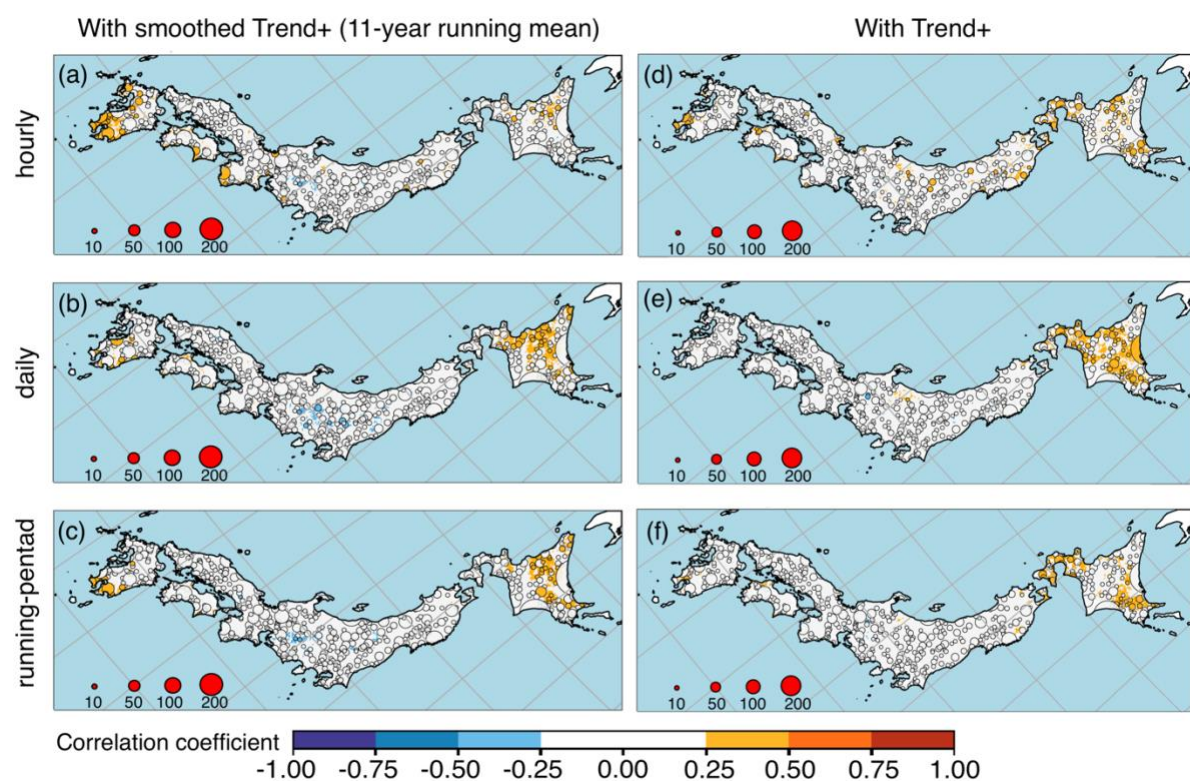 With smoothed Trend+ (11-year running mean)
With Trend+
hourly
(a)
10 50 100 200
(d)
10 50 100 200
daily
(b)
10 50 100 200
(e)
10 50 100 200
running-pentad
(c)
10 50 100 200
(f)
10 50 100 200
Correlation coefficient
-1.00 -0.75 -0.50 -0.25 0.00 0.25 0.50 0.75 1.00